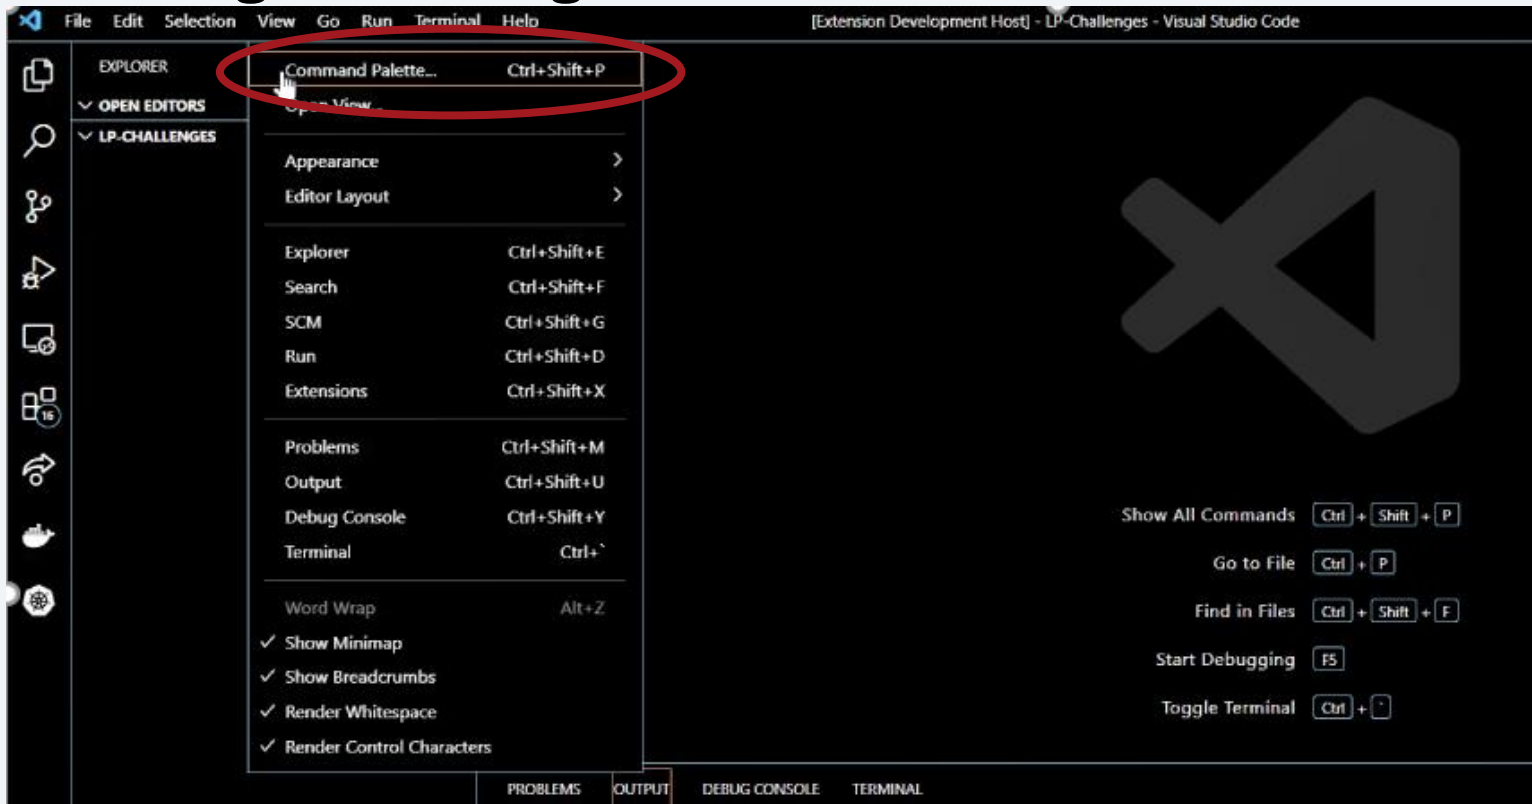 File Edit Selection View Go Run Terminal Help [Extension Development Host] - LP-Challenges - Visual Studio Code
EXPLORER
OPEN EDITORS
LP-CHALLENGES
Command Palette... Ctrl+Shift+P
Open View...
Appearance
Editor Layout
Explorer Ctrl+Shift+E
Search Ctrl+Shift+F
SCM Ctrl+Shift+G
Run Ctrl+Shift+D
Extensions Ctrl+Shift+X
Problems Ctrl+Shift+M
Output Ctrl+Shift+U
Debug Console Ctrl+Shift+Y
Terminal Ctrl+`
Word Wrap Alt+Z
Show Minimap
Show Breadcrumbs
Render Whitespace
Render Control Characters
16
Show All Commands Ctrl + Shift + P
Go to File Ctrl + P
Find in Files Ctrl + Shift + F
Start Debugging F5
Toggle Terminal Ctrl + `
PROBLEMS OUTPUT DEBUG CONSOLE TERMINAL